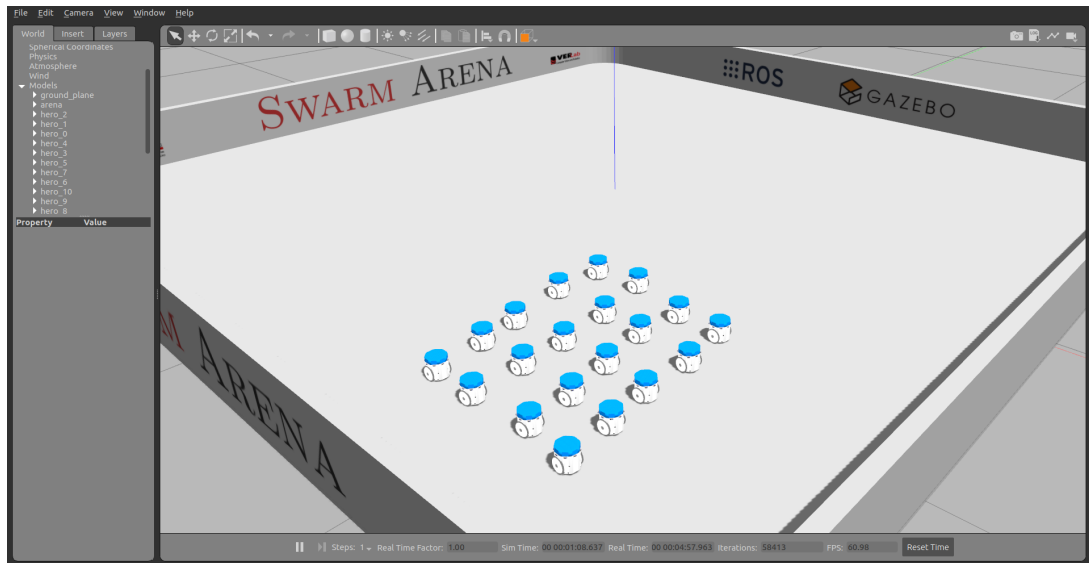 File Edit Camera View Window Help
World Insert Layers
Spherical Coordinates
Physics
Atmosphere
Wind
Models
ground_plane
arena
hero_2
hero_1
hero_0
hero_4
hero_3
hero_5
hero_7
hero_6
hero_10
hero_9
hero_8
Property Value
SWARM ARENA
VERlab
ROS
GAZEBO
M ARENA
Steps: 1 Real Time Factor: 1.00 Sim Time: 00 00:01:08.637 Real Time: 00 00:04:57.963 Iterations: 58413 FPS: 60.98 Reset Time